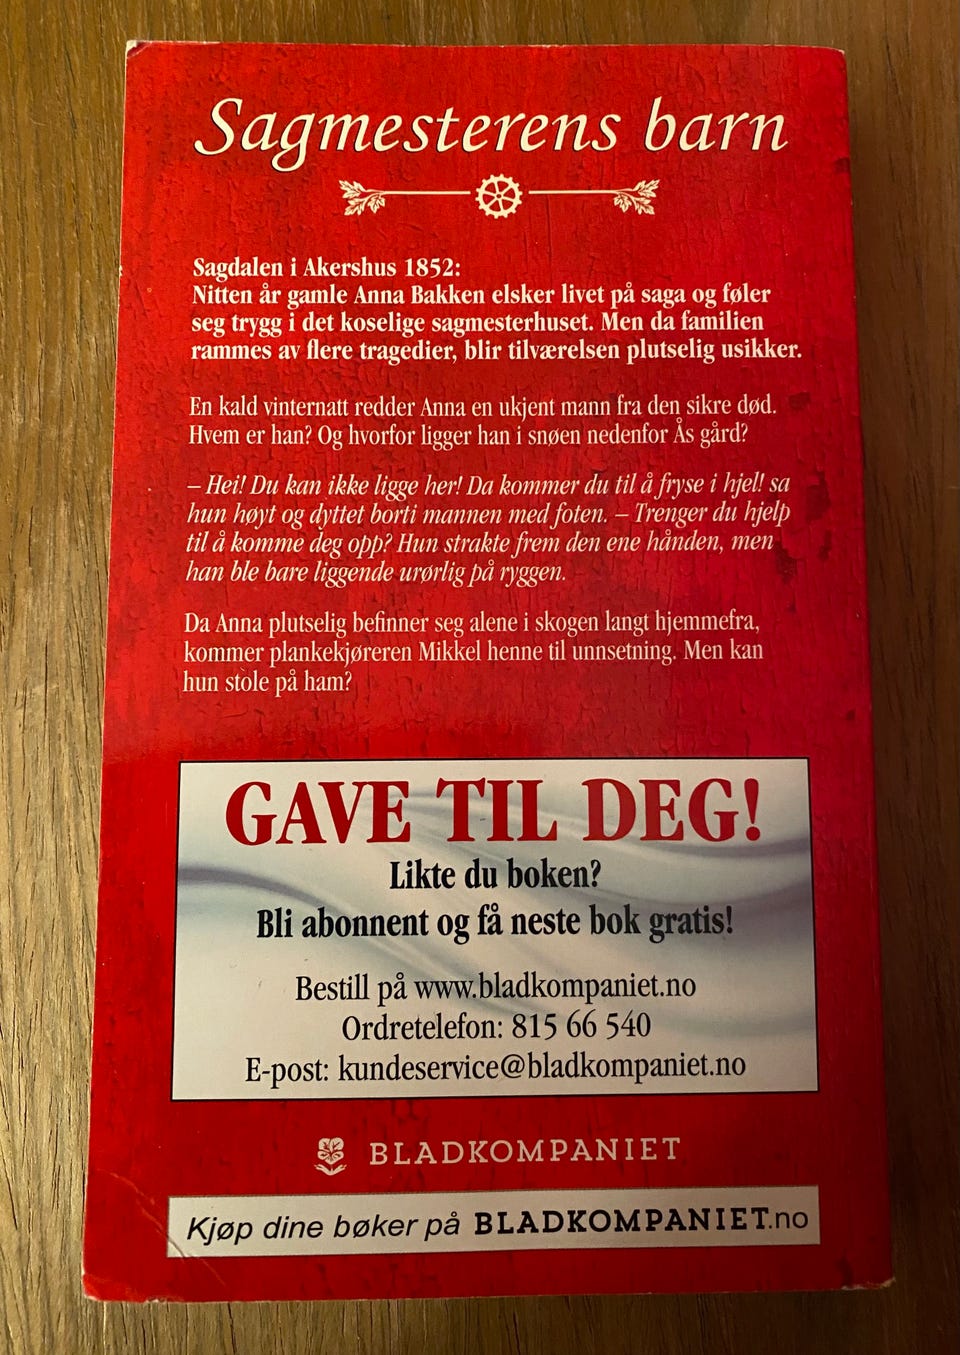 Sagmesterens barn
Sagdalen i Akershus 1852:
Nitten år gamle Anna Bakken elsker livet på saga og føler
seg trygg i det koselige sagmesterhuset. Men da familien
rammes av flere tragedier, blir tilværelsen plutselig usikker.
En kald vinternatt redder Anna en ukjent mann fra den sikre død.
Hvem er han? Og hvorfor ligger han i snøen nedenfor Ås gård?
– Hei! Du kan ikke ligge her! Da kommer du til å fryse i hjel! sa
hun høyt og dyttet borti mannen med foten. – Trenger du hjelp
til å komme deg opp? Hun strakte frem den ene hånden, men
han ble bare liggende urørlig på ryggen.
Da Anna plutselig befinner seg alene i skogen langt hjemmefra,
kommer plankekjøreren Mikkel henne til unnsetning. Men kan
hun stole på ham?
GAVE TIL DEG!
Likte du boken?
Bli abonnent og få neste bok gratis!
Bestill på www.bladkompaniet.no
Ordretelefon: 815 66 540
E-post: kundeservice@bladkompaniet.no
BLADKOMPANIET
Kjøp dine bøker på BLADKOMPANIET.no